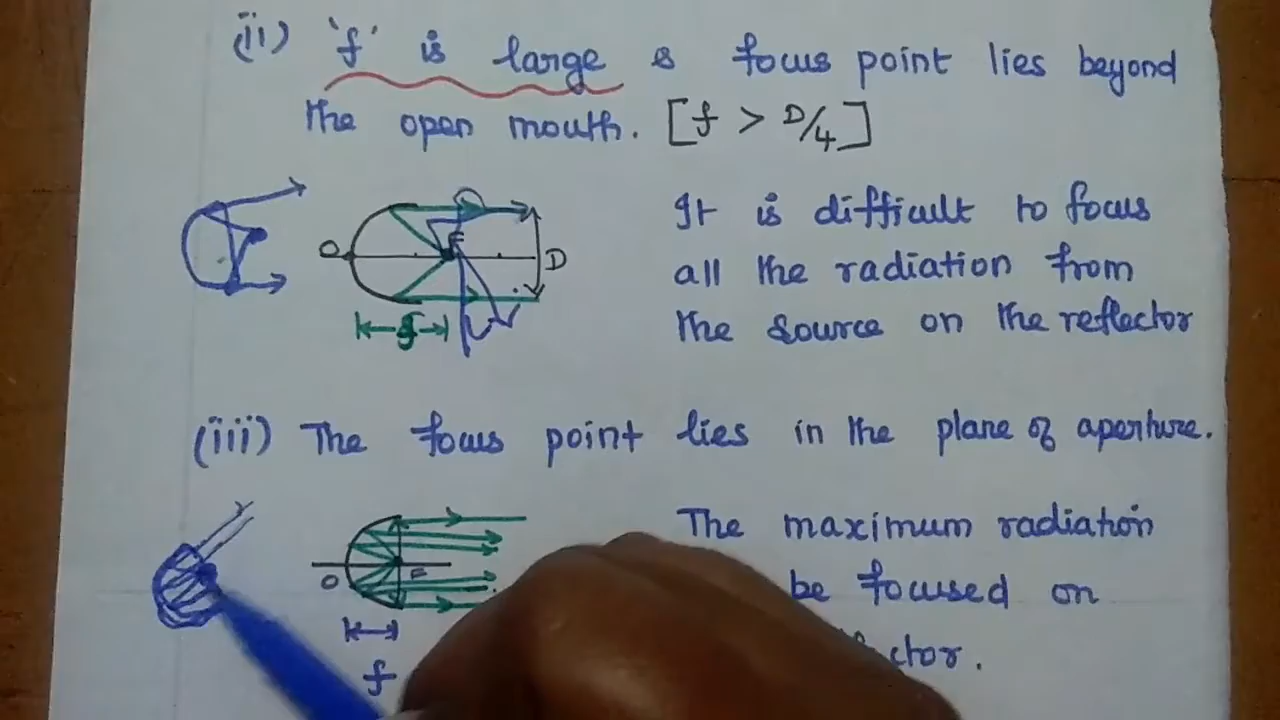 (ii) 'f' is large & focus point lies beyond
the open mouth. [f > D/4]
O F D
f
It is difficult to focus
all the radiation from
the source on the reflector
(iii) The focus point lies in the plane of aperture.
O F
f
The maximum radiation
be focused on
ctor.